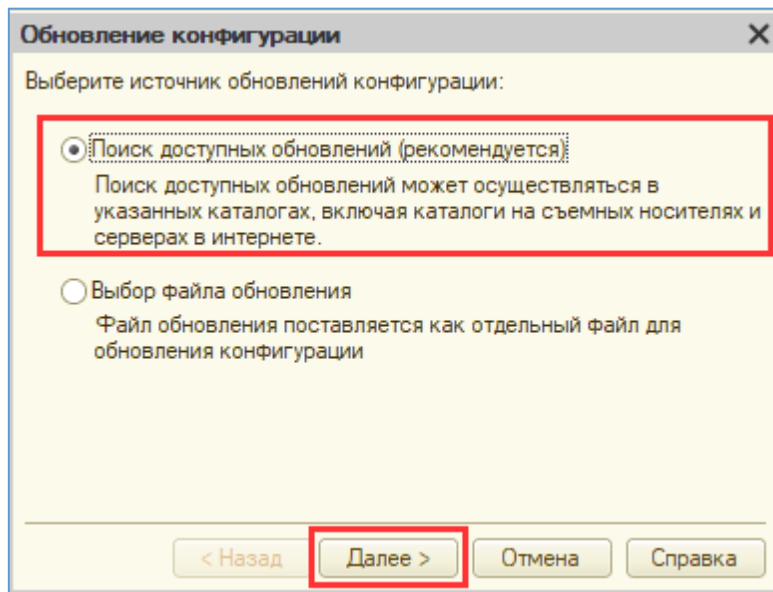 Обновление конфигурации
Выберите источник обновлений конфигурации:
Поиск доступных обновлений (рекомендуется)
Поиск доступных обновлений может осуществляться в
указанных каталогах, включая каталоги на съемных носителях и
серверах в интернете.
Выбор файла обновления
Файл обновления поставляется как отдельный файл для
обновления конфигурации
< Назад Далее > Отмена Справка